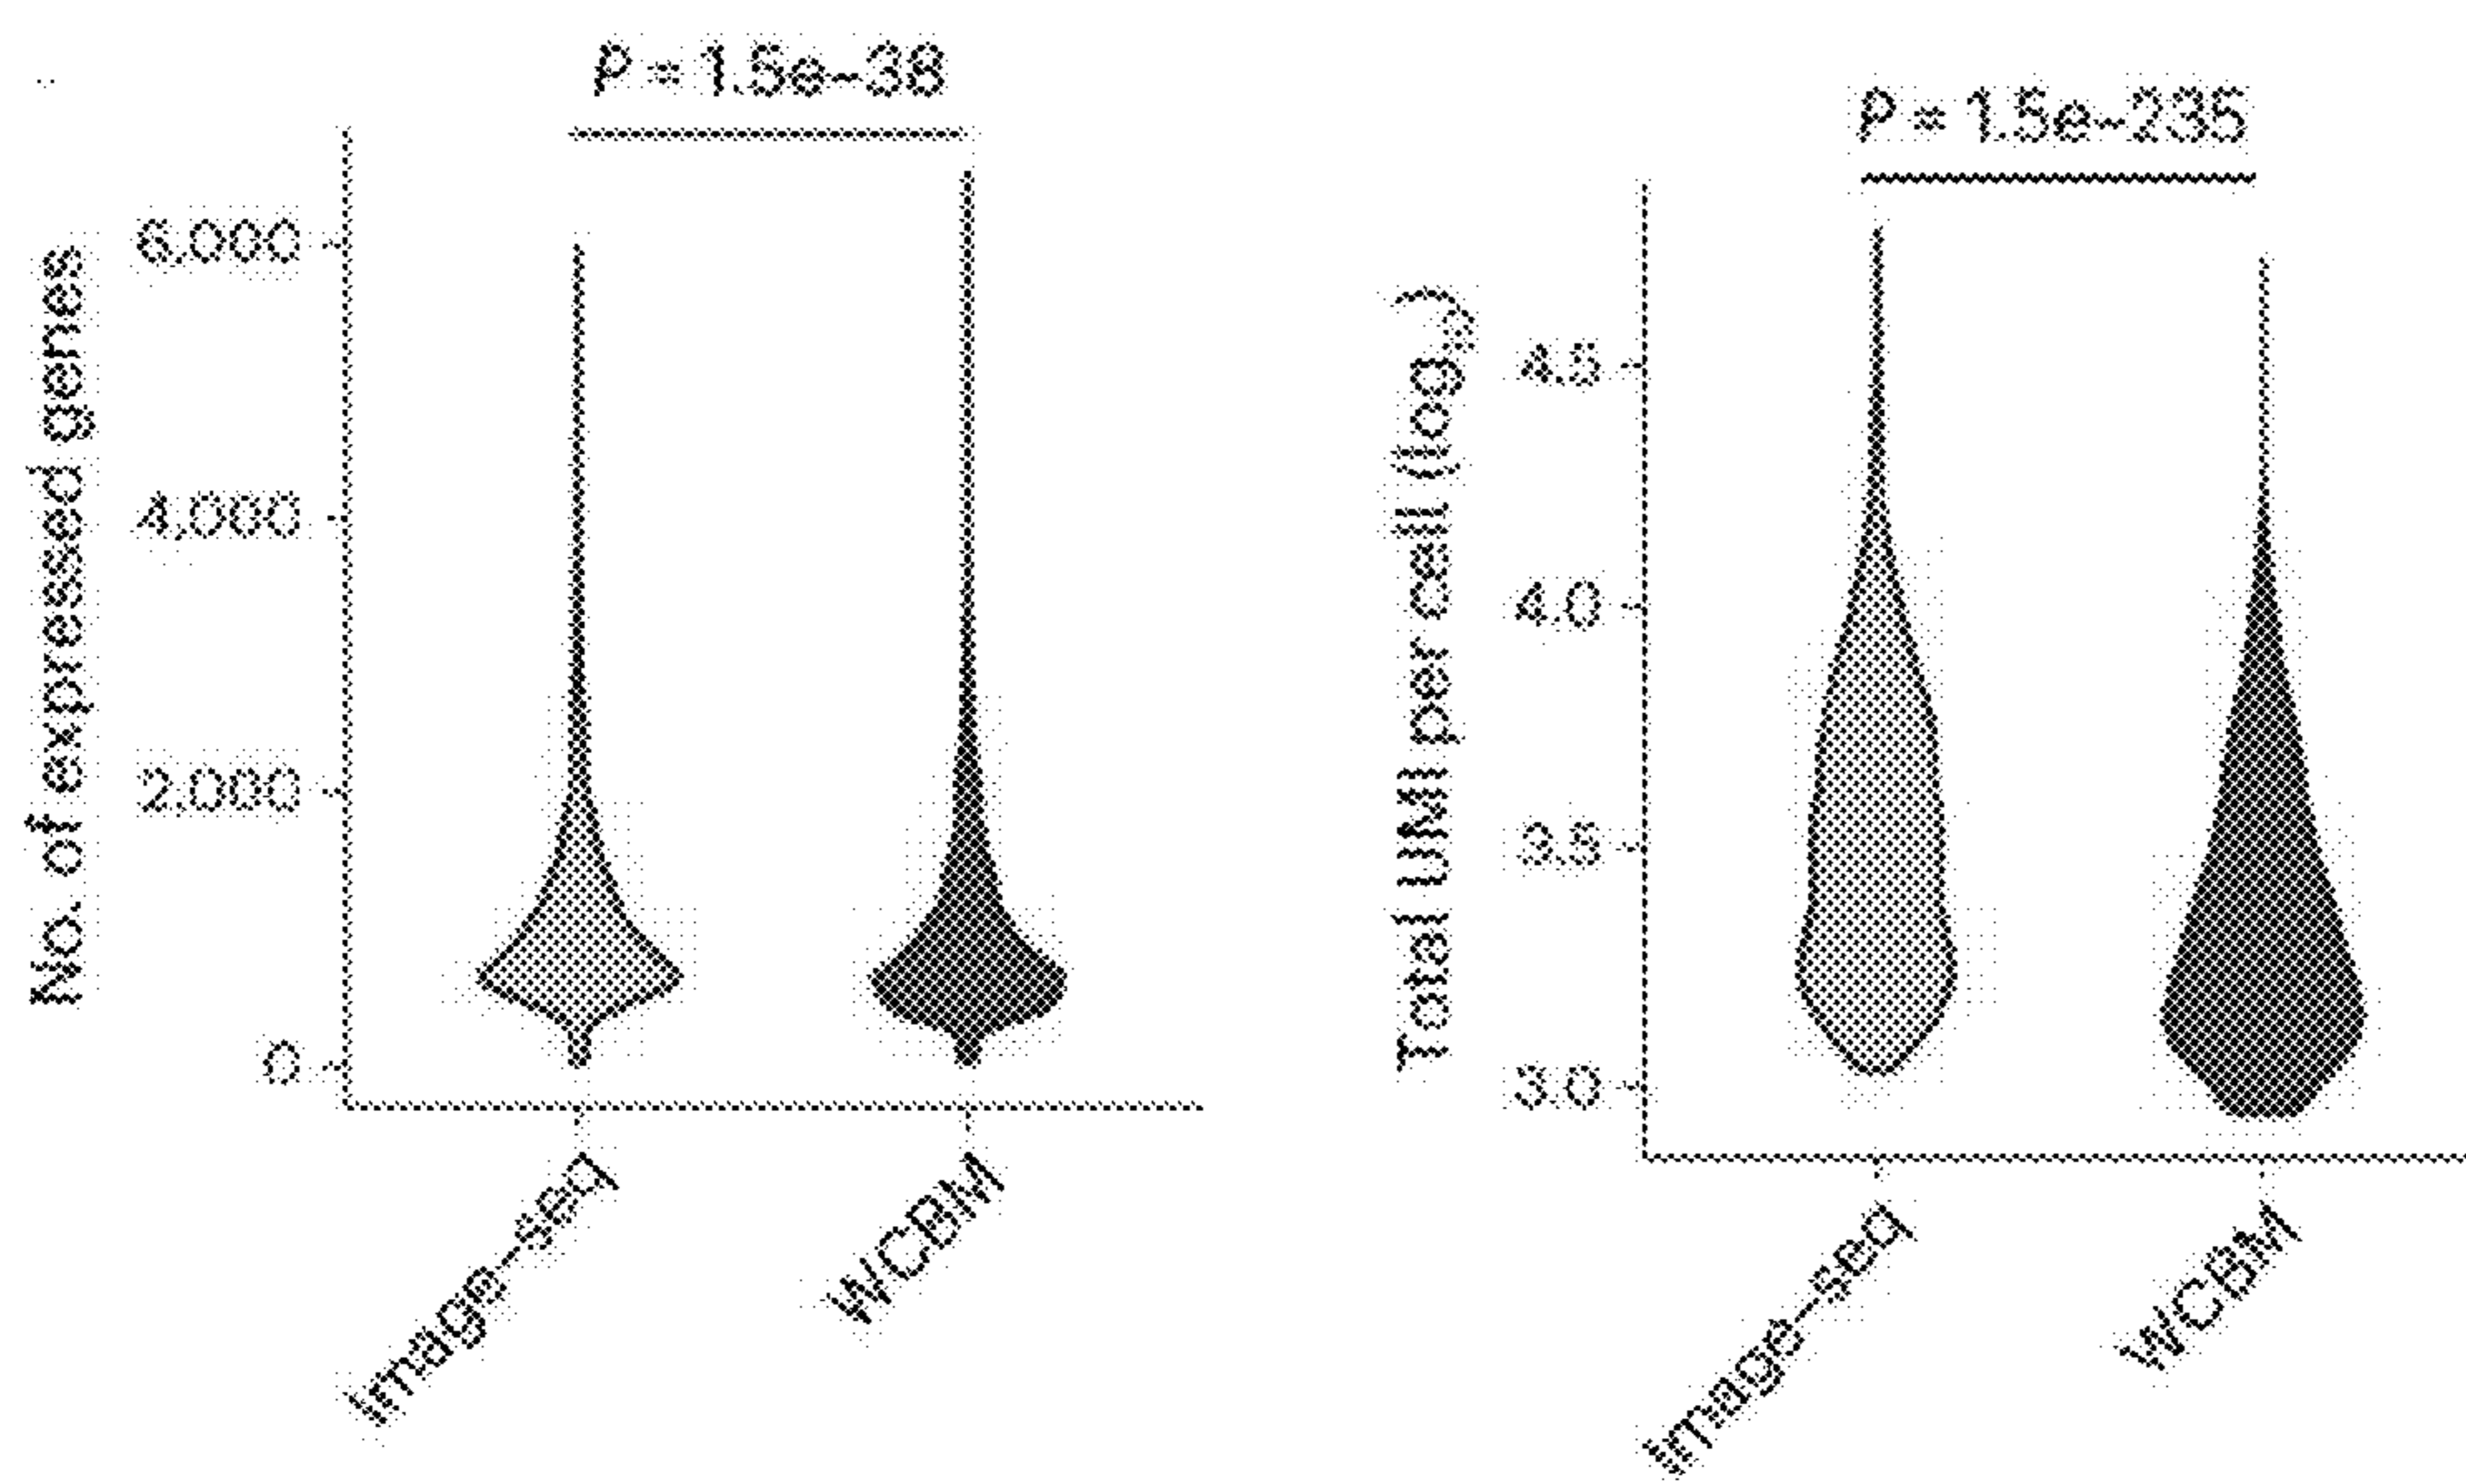 P = 1.5e-38
No. of expressed genes
6,000
4,000
2,000
0
Image-seq
WCBM
P = 1.5e-235
Total UMI per cell (log
4.5
4.0
3.5
3.0
Image-seq
WCBM